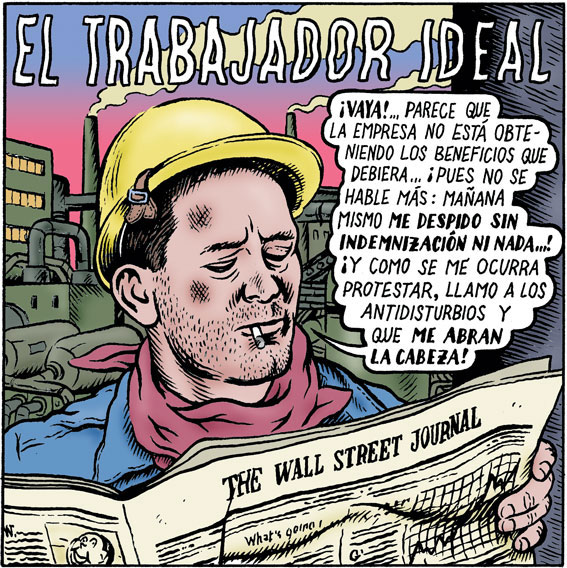 EL TRABAJADOR IDEAL
¡VAYA!... PARECE QUE
LA EMPRESA NO ESTÁ OBTE-
NIENDO LOS BENEFICIOS QUE
DEBIERA... ¡PUES NO SE
HABLE MÁS: MAÑANA
MISMO ME DESPIDO SIN
INDEMNIZACIÓN NI NADA...!
¡Y COMO SE ME OCURRA
PROTESTAR, LLAMO A LOS
ANTIDISTURBIOS Y
QUE ME ABRAN
LA CABEZA!
THE WALL STREET JOURNAL
What's going
W.
G.